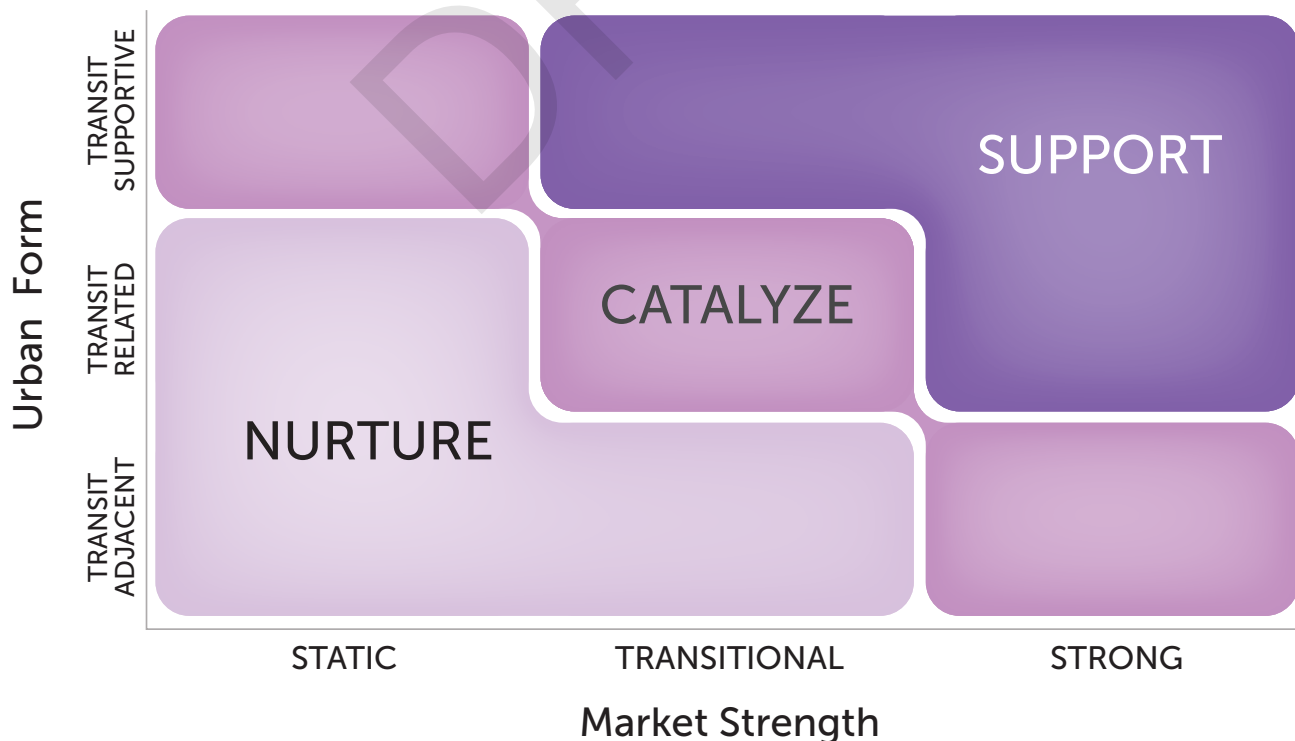 Urban Form
TRANSIT
SUPPORTIVE
TRANSIT
RELATED
TRANSIT
ADJACENT
SUPPORT
CATALYZE
NURTURE
STATIC
TRANSITIONAL
STRONG
Market Strength